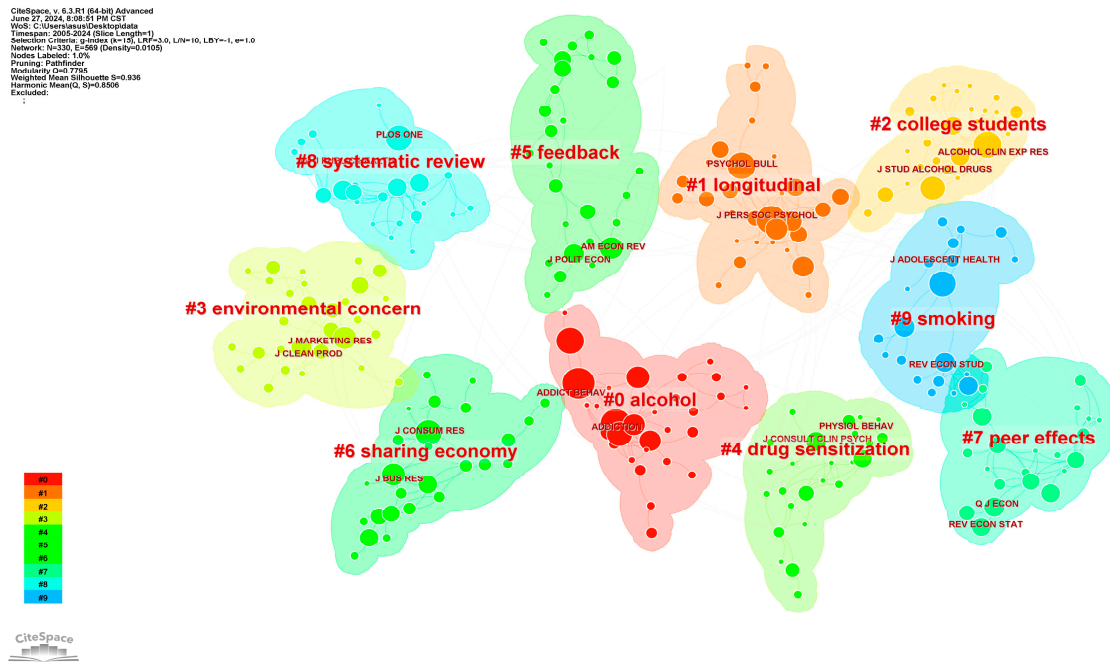 CiteSpace, v. 6.3.R1 (64-bit) Advanced
June 27, 2024, 8:08:51 PM CST
WoS: C:\Users\asus\Desktop\data
Timespan: 2005-2024 (Slice Length=1)
Selection Criteria: g-index (k=15), LRF=3.0, L/N=10, LBY=-1, e=1.0
Network: N=330, E=569 (Density=0.0105)
Nodes Labeled: 1.0%
Pruning: Pathfinder
Modularity Q=0.7795
Weighted Mean Silhouette S=0.936
Harmonic Mean(Q, S)=0.8506
Excluded:
;
PLOS ONE
#8 systematic review
#5 feedback
AM ECON REV
J POLIT ECON
PSYCHOL BULL
#1 longitudinal
J PERS SOC PSYCHOL
#2 college students
ALCOHOL CLIN EXP RES
J STUD ALCOHOL DRUGS
J ADOLESCENT HEALTH
#9 smoking
REV ECON STUD
#3 environmental concern
J MARKETING RES
J CLEAN PROD
ADDICT BEHAV
#0 alcohol
ADDICTION
J CONSUM RES
#6 sharing economy
J BUS RES
PHYSIOL BEHAV
J CONSULT CLIN PSYCH
#4 drug sensitization
#7 peer effects
Q J ECON
REV ECON STAT
#0
#1
#2
#3
#4
#5
#6
#7
#8
#9
CiteSpace